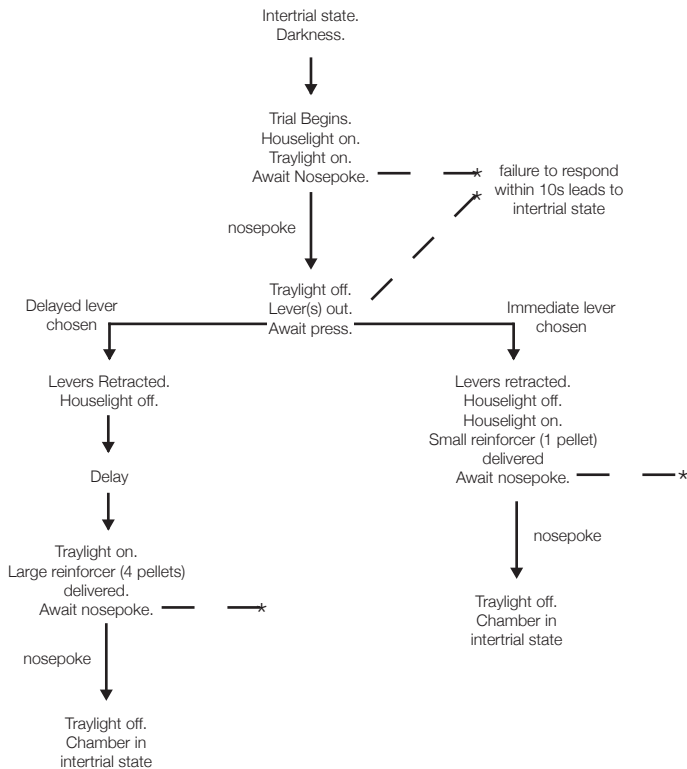 Intertrial state.
Darkness.
Trial Begins.
Houselight on.
Traylight on.
Await Nosepoke.
* failure to respond
* within 10s leads to
intertrial state
nosepoke
Traylight off.
Lever(s) out.
Await press.
Delayed lever
chosen
Immediate lever
chosen
Levers Retracted.
Houselight off.
Delay
Traylight on.
Large reinforcer (4 pellets)
delivered.
Await nosepoke. *
nosepoke
Traylight off.
Chamber in
intertrial state
Levers retracted.
Houselight off.
Houselight on.
Small reinforcer (1 pellet)
delivered
Await nosepoke. *
nosepoke
Traylight off.
Chamber in
intertrial state